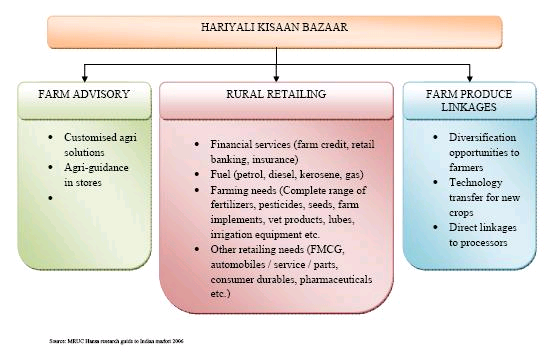 HARIYALI KISAAN BAZAAR
FARM ADVISORY
• Customised agri
solutions
• Agri-guidance
in stores
•
RURAL RETAILING
• Financial services (farm credit, retail
banking, insurance)
• Fuel (petrol, diesel, kerosene, gas)
• Farming needs (Complete range of
fertilizers, pesticides, seeds, farm
implements, vet products, lubes,
irrigation equipment etc.
• Other retailing needs (FMCG,
automobiles / service / parts,
consumer durables, pharmaceuticals
etc.)
FARM PRODUCE
LINKAGES
• Diversification
opportunities to
farmers
• Technology
transfer for new
crops
• Direct linkages
to processors
Source: MRUC Hansa research guide to Indian market 2006